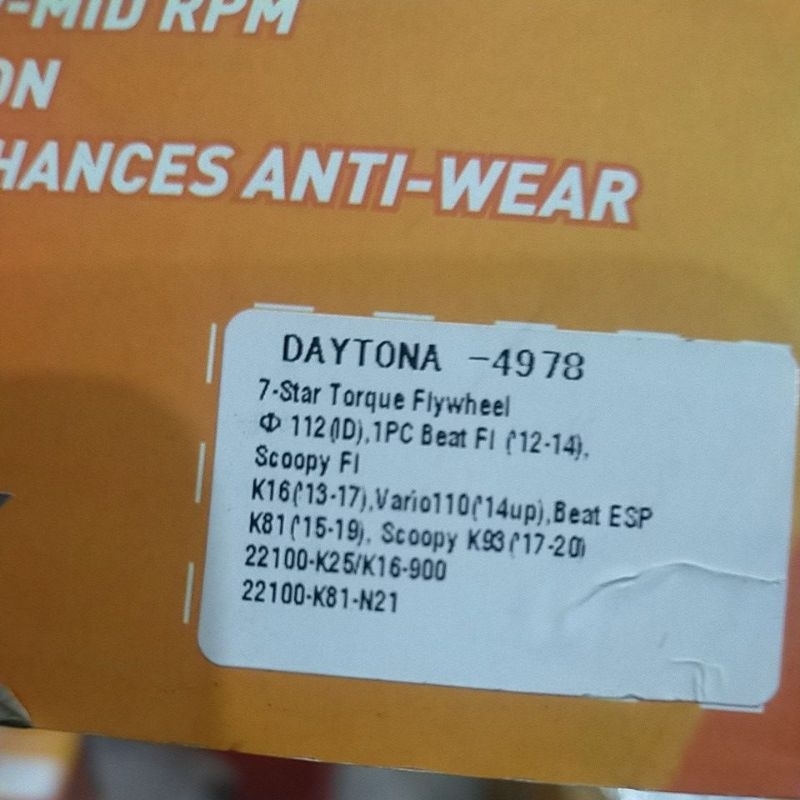 -MID RPM
ON
HANCES ANTI-WEAR
DAYTONA -4978
7-Star Torque Flywheel
Φ 112(ID),1PC Beat FI ('12-14),
Scoopy FI
K16('13-17),Vario110('14up),Beat ESP
K81('15-19), Scoopy K93('17-20)
22100-K25/K16-900
22100-K81-N21